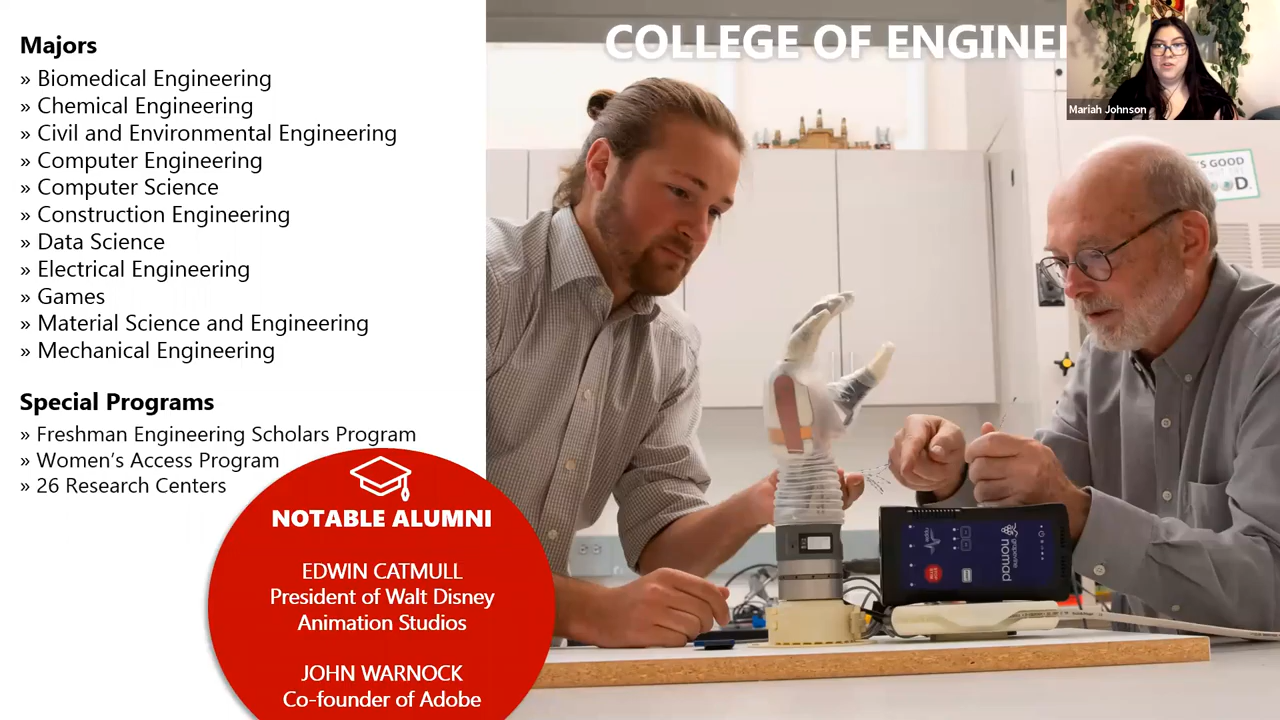 Majors
» Biomedical Engineering
» Chemical Engineering
» Civil and Environmental Engineering
» Computer Engineering
» Computer Science
» Construction Engineering
» Data Science
» Electrical Engineering
» Games
» Material Science and Engineering
» Mechanical Engineering
Special Programs
» Freshman Engineering Scholars Program
» Women's Access Program
» 26 Research Centers
NOTABLE ALUMNI
EDWIN CATMULL
President of Walt Disney
Animation Studios
JOHN WARNOCK
Co-founder of Adobe
COLLEGE OF ENGINE
Mariah Johnson
GOOD
grapevine
nomad